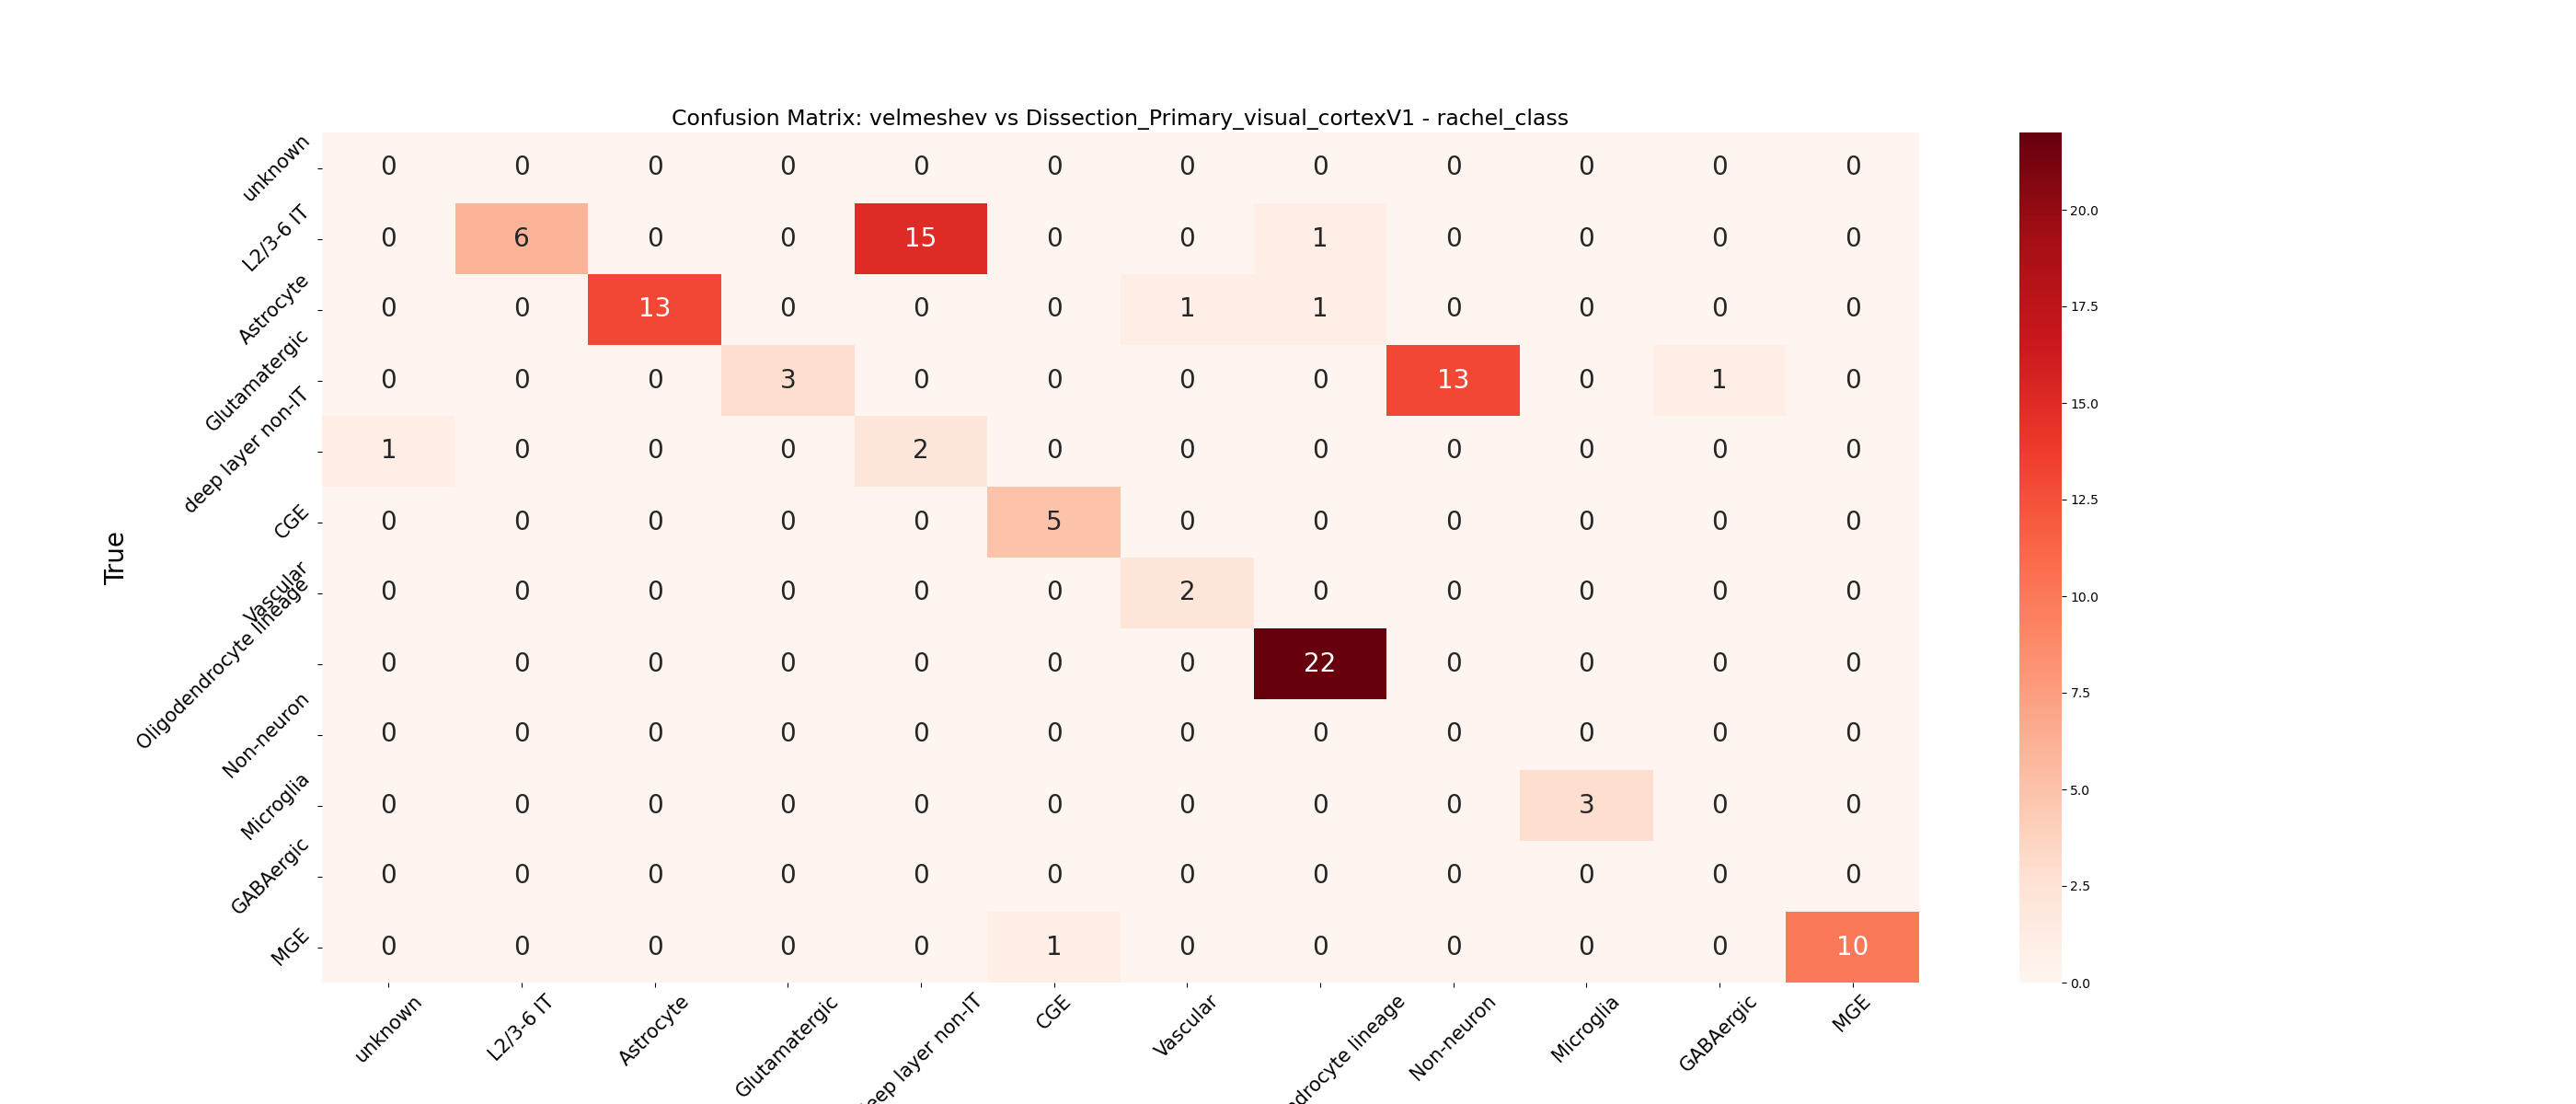 Confusion Matrix: velmeshev vs Dissection_Primary_visual_cortexV1 - rachel_class
True
unknown 0 0 0 0 0 0 0 0 0 0 0 0
L2/3-6 IT 0 6 0 0 15 0 0 1 0 0 0 0
Astrocyte 0 0 13 0 0 0 1 1 0 0 0 0
Glutamatergic 0 0 0 3 0 0 0 0 13 0 1 0
deep layer non-IT 1 0 0 0 2 0 0 0 0 0 0 0
CGE 0 0 0 0 0 5 0 0 0 0 0 0
Vascular 0 0 0 0 0 0 2 0 0 0 0 0
Oligodendrocyte lineage 0 0 0 0 0 0 0 22 0 0 0 0
Non-neuron 0 0 0 0 0 0 0 0 0 0 0 0
Microglia 0 0 0 0 0 0 0 0 0 3 0 0
GABAergic 0 0 0 0 0 0 0 0 0 0 0 0
MGE 0 0 0 0 0 1 0 0 0 0 0 10
unknown
L2/3-6 IT
Astrocyte
Glutamatergic
eep layer non-IT
CGE
Vascular
ndrocyte lineage
Non-neuron
Microglia
GABAergic
MGE
20.0
17.5
15.0
12.5
10.0
7.5
5.0
2.5
0.0